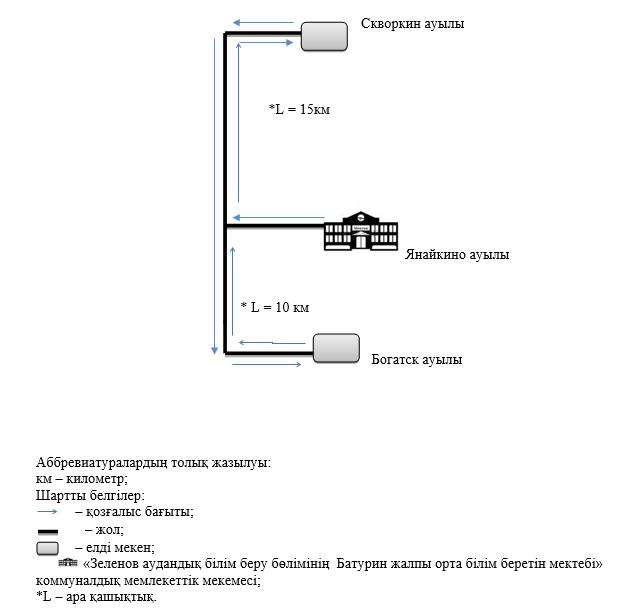 Скворкин ауылы
*L = 15км
Янайкино ауылы
* L = 10 км
Богатск ауылы
Аббревиатуралардың толық жазылуы:
км – километр;
Шартты белгілер:
– қозғалыс бағыты;
– жол;
– елді мекен;
«Зеленов аудандық білім беру бөлімінің Батурин жалпы орта білім беретін мектебі»
коммуналдық мемлекеттік мекемесі;
*L – ара қашықтық.